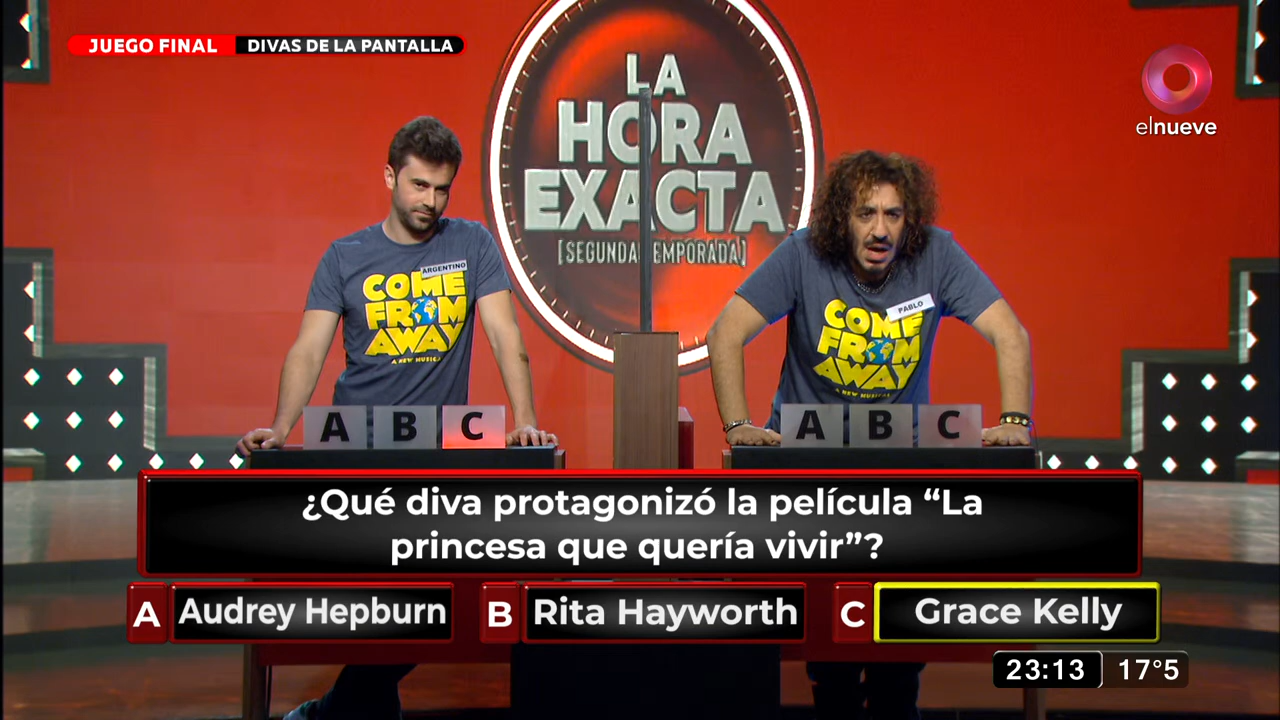 JUEGO FINAL DIVAS DE LA PANTALLA
elnueve
LA
HORA
EXACTA
[SEGUNDA TEMPORADA]
ARGENTINO
COME
FROM
AWAY
A NEW MUSICAL
PABLO
COME
FROM
AWAY
A NEW MUSICAL
A B C
A B C
¿Qué diva protagonizó la película “La
princesa que quería vivir”?
A Audrey Hepburn B Rita Hayworth C Grace Kelly
23:13 17°5